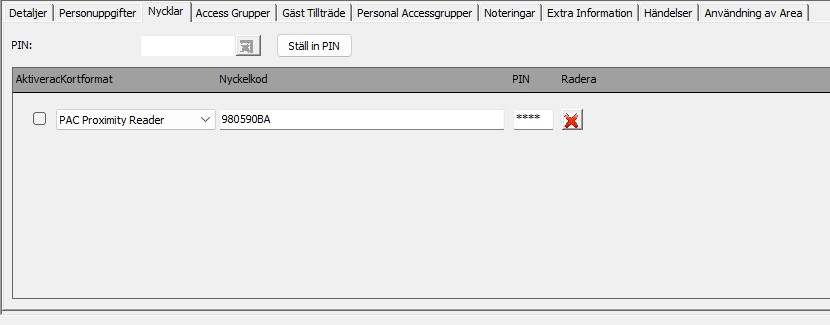 Detaljer Personuppgifter Nycklar Access Grupper Gäst Tillträde Personal Accessgrupper Noteringar Extra Information Händelser Användning av Area
PIN: Ställ in PIN
AktiveradKortformat Nyckelkod PIN Radera
PAC Proximity Reader 980590BA ****